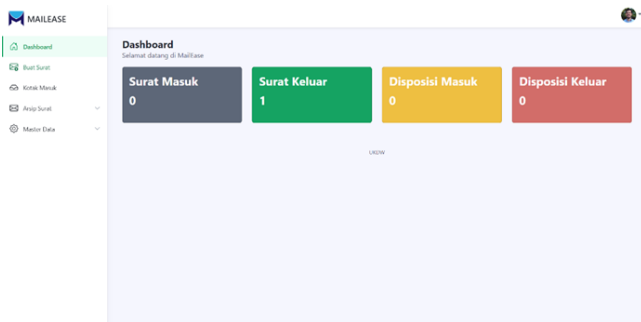 MAILEASE
Dashboard
Buat Surat
Kotak Masuk
Arsip Surat
Master Data
Dashboard
Selamat datang di MailEase
Surat Masuk
0
Surat Keluar
1
Disposisi Masuk
0
Disposisi Keluar
0
UKDW